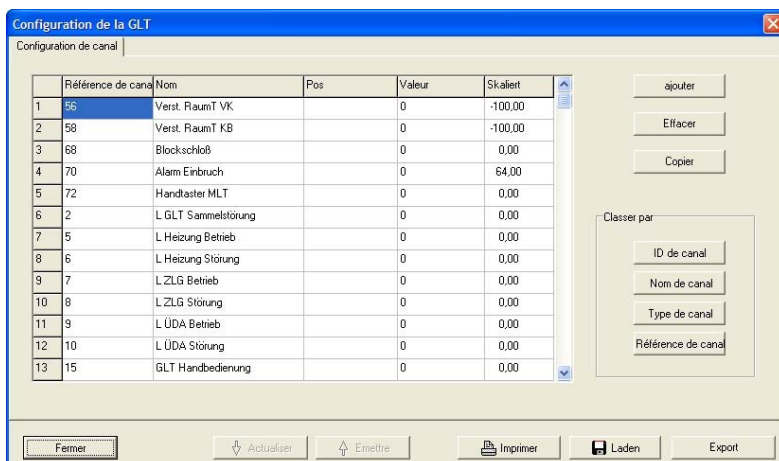 Configuration de la GLT
Configuration de canal
Référence de cana Nom Pos Valeur Skaliert
1 56 Verst. RaumT VK 0 -100,00
2 58 Verst. RaumT KB 0 -100,00
3 68 Blockschloß 0 0,00
4 70 Alarm Einbruch 0 64,00
5 72 Handtaster MLT 0 0,00
6 2 L GLT Sammelstörung 0 0,00
7 5 L Heizung Betrieb 0 0,00
8 6 L Heizung Störung 0 0,00
9 7 L ZLG Betrieb 0 0,00
10 8 L ZLG Störung 0 0,00
11 9 L ÜDA Betrieb 0 0,00
12 10 L ÜDA Störung 0 0,00
13 15 GLT Handbedienung 0 0,00
ajouter
Effacer
Copier
Classer par
ID de canal
Nom de canal
Type de canal
Référence de canal
Fermer Actualiser Emettre Imprimer Laden Export